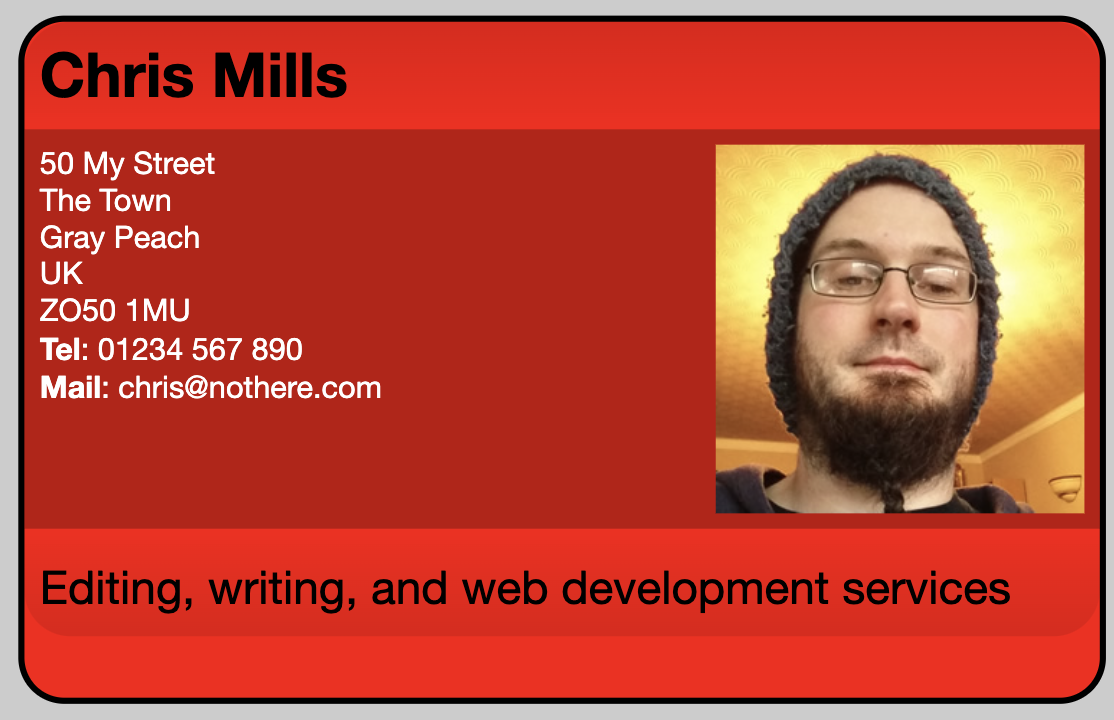 Chris Mills
50 My Street
The Town
Gray Peach
UK
ZO50 1MU
Tel: 01234 567 890
Mail: chris@nothere.com
Editing, writing, and web development services